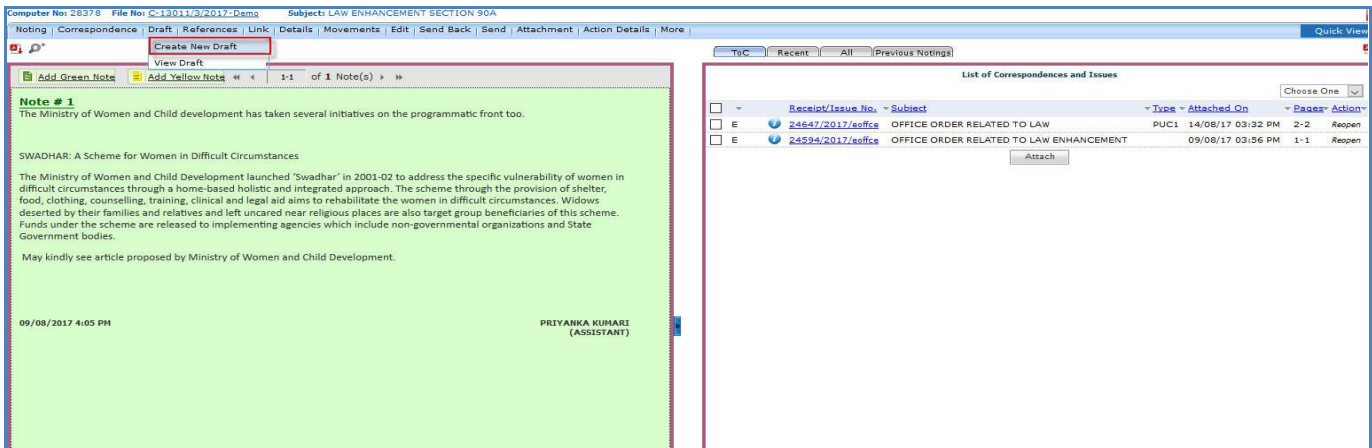 Computer No: 28378 File No: C-13011/3/2017-Demo Subject: LAW ENHANCEMENT SECTION 90A
Noting | Correspondence | Draft | References | Link | Details | Movements | Edit | Send Back | Send | Attachment | Action Details | More | Quick View
Create New Draft
View Draft
ToC Recent All Previous Notings
Add Green Note Add Yellow Note 1-1 of 1 Note(s)
List of Correspondences and Issues
Choose One
Note # 1
The Ministry of Women and Child development has taken several initiatives on the programmatic front too.
Receipt/Issue No. Subject Type Attached On Pages Action
E 24647/2017/eoffce OFFICE ORDER RELATED TO LAW PUC1 14/08/17 03:32 PM 2-2 Reopen
E 24594/2017/eoffce OFFICE ORDER RELATED TO LAW ENHANCEMENT 09/08/17 03:56 PM 1-1 Reopen
Attach
SWADHAR: A Scheme for Women in Difficult Circumstances
The Ministry of Women and Child Development launched 'Swadhar' in 2001-02 to address the specific vulnerability of women in
difficult circumstances through a home-based holistic and integrated approach. The scheme through the provision of shelter,
food, clothing, counselling, training, clinical and legal aid aims to rehabilitate the women in difficult circumstances. Widows
deserted by their families and relatives and left uncared near religious places are also target group beneficiaries of this scheme.
Funds under the scheme are released to implementing agencies which include non-governmental organizations and State
Government bodies.
May kindly see article proposed by Ministry of Women and Child Development.
09/08/2017 4:05 PM PRIYANKA KUMARI
(ASSISTANT)